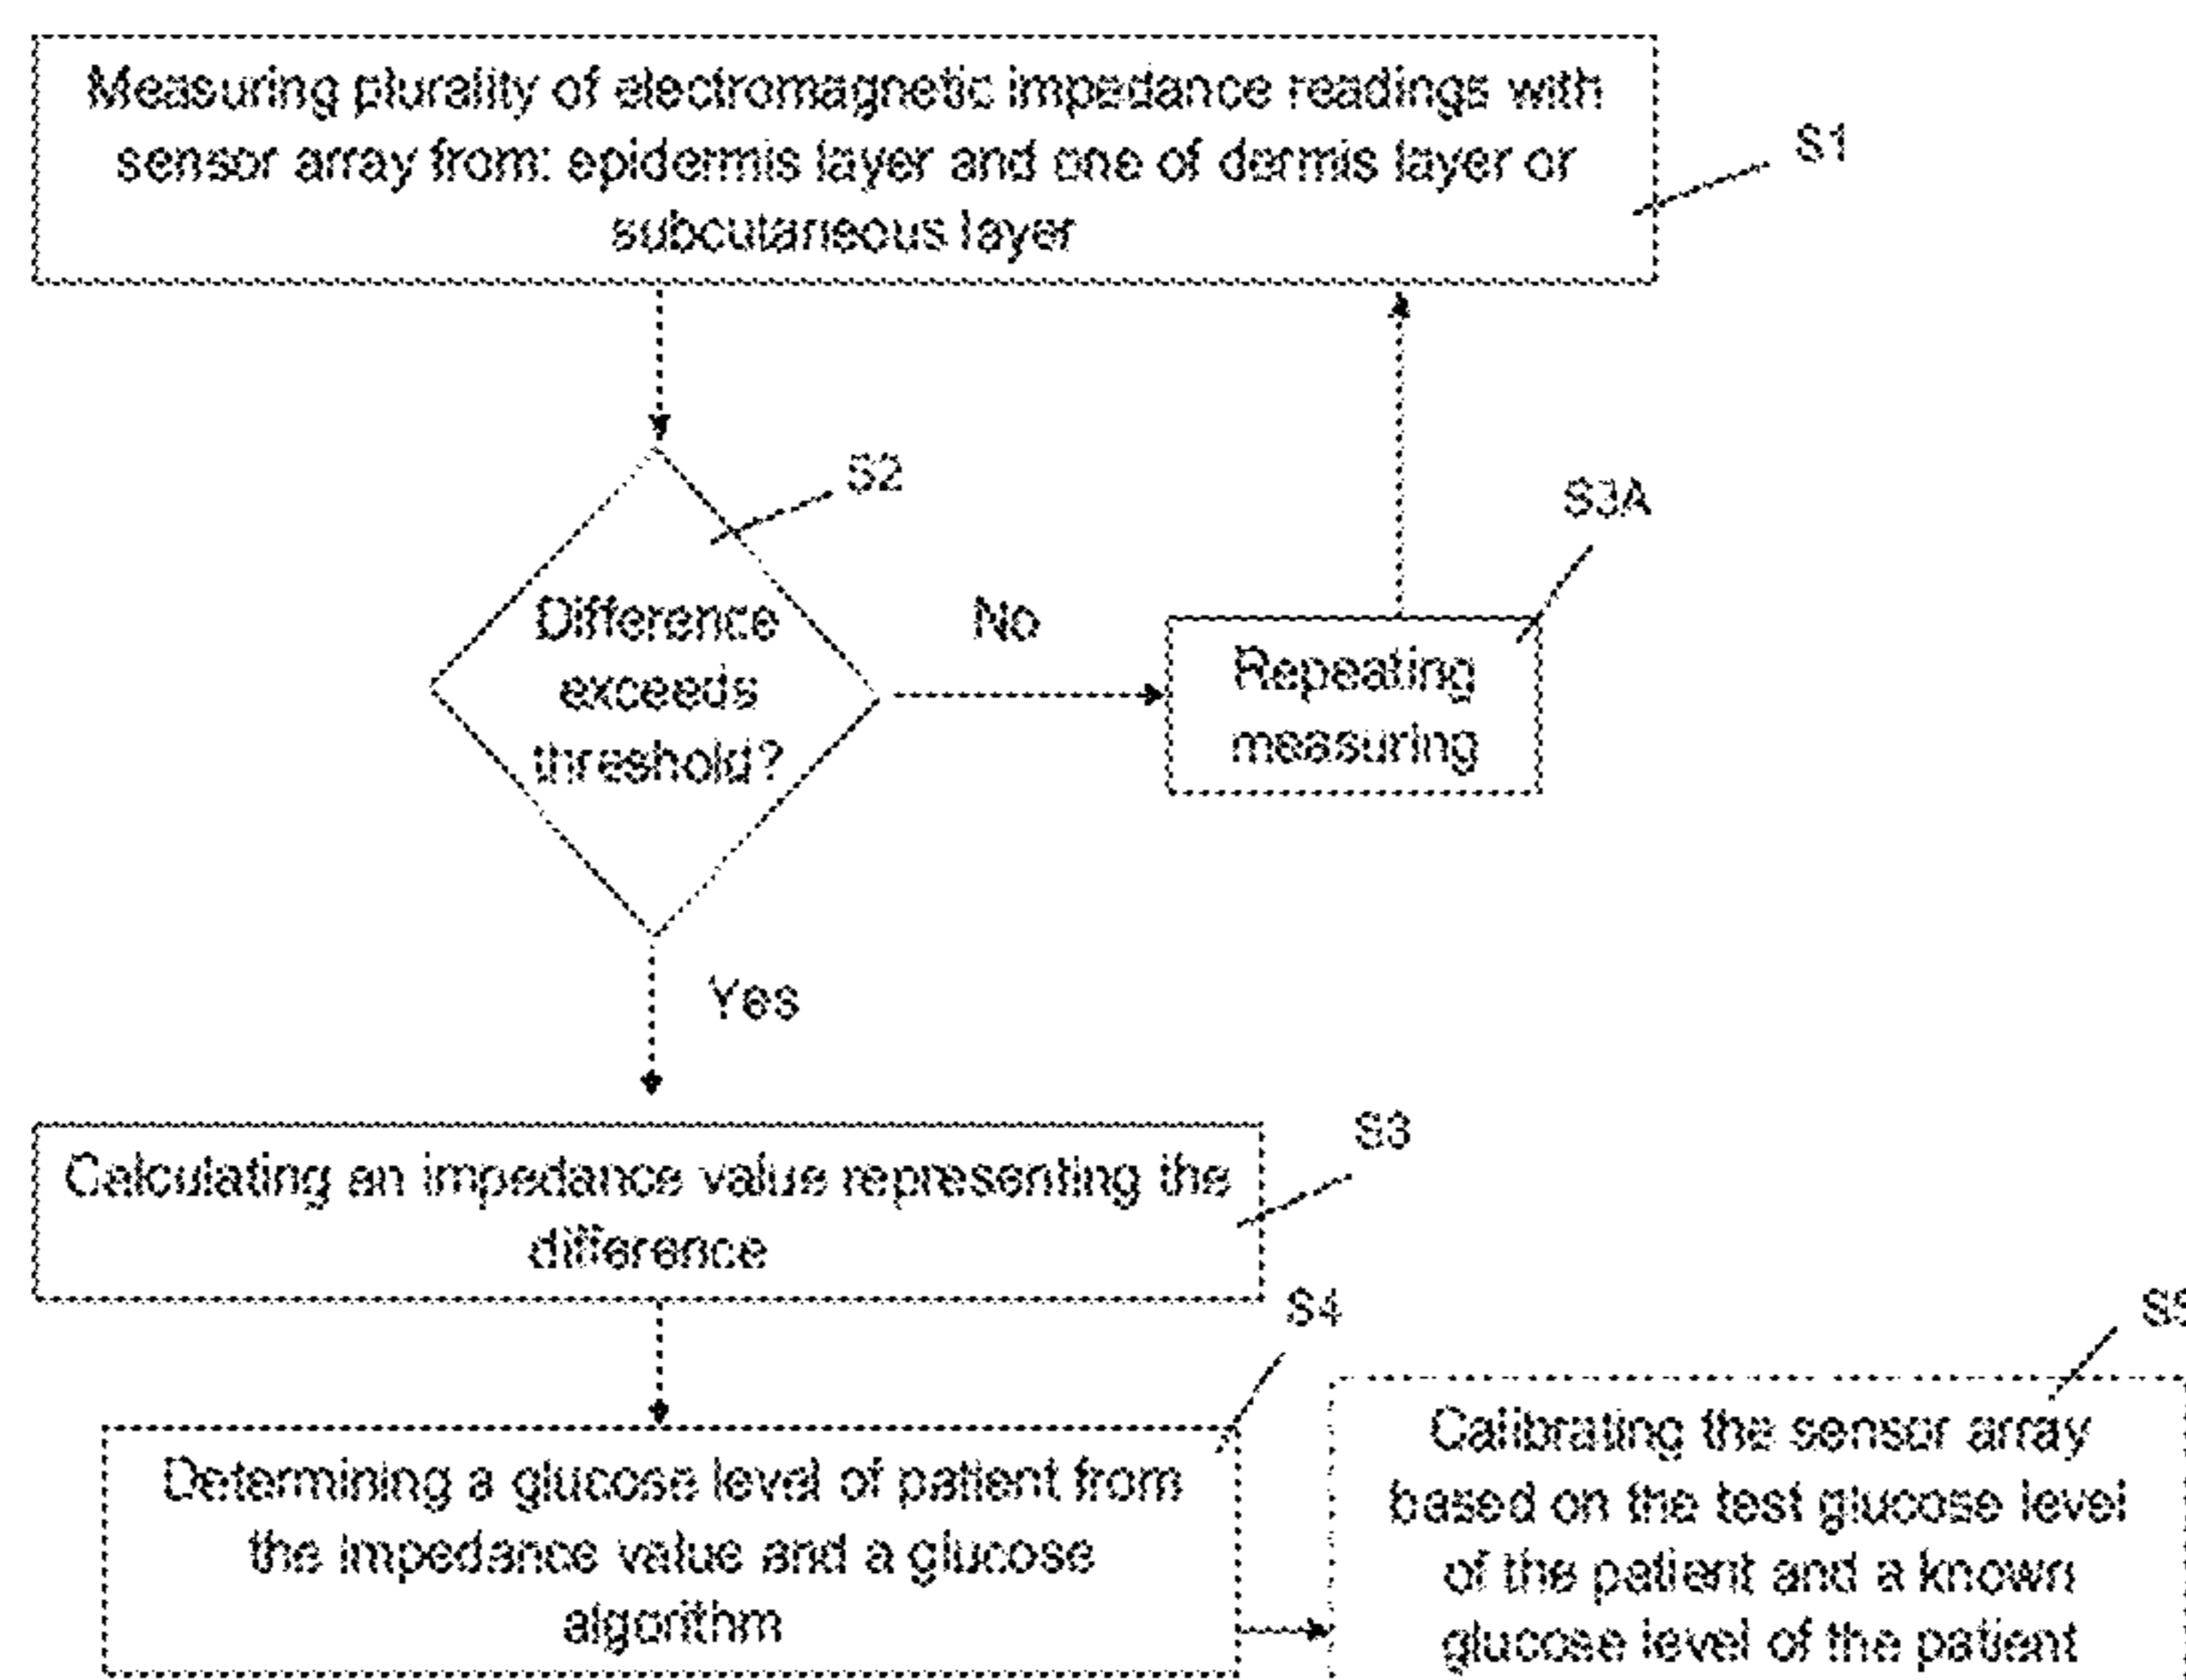 Measuring plurality of electromagnetic impedance readings with
sensor array from: epidermis layer and one of dermis layer or
subcutaneous layer
S1
S2
S3A
Difference
exceeds
threshold?
No
Repeating
measuring
Yes
S3
Calculating an impedance value representing the
difference
S4
S5
Determining a glucose level of patient from
the impedance value and a glucose
algorithm
Calibrating the sensor array
based on the test glucose level
of the patient and a known
glucose level of the patient